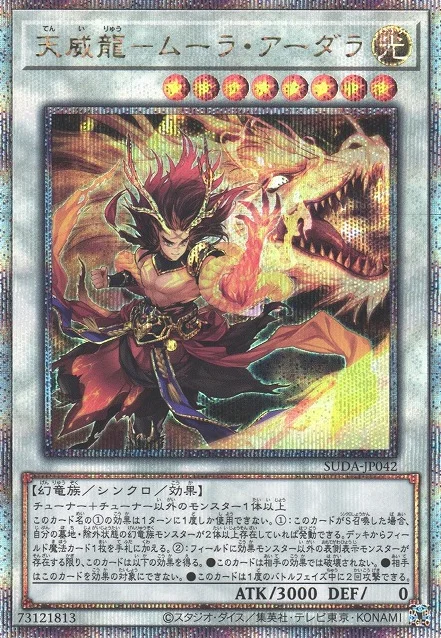 天威龍－ムーラ・アーダラ
光
SUDA-JP042
【幻竜族／シンクロ／効果】
チューナー＋チューナー以外のモンスター1体以上
このカード名の①の効果は1ターンに1度しか使用できない。①：このカードがS召喚した場合、
自分の墓地・除外状態の幻竜族モンスターが2体以上存在していれば発動できる。デッキからフィ
ールド魔法カード1枚を手札に加える。②：フィールドに効果モンスター以外の表側表示モンスターが
存在する限り、このカードは以下の効果を得る。●このカードは相手の効果では破壊されない。●相手は
このカードを効果の対象にできない。●このカードは1度のバトルフェイズ中に2回攻撃できる。
ATK/3000 DEF/ 0
73121813
©スタジオ・ダイス／集英社・テレビ東京・KONAMI